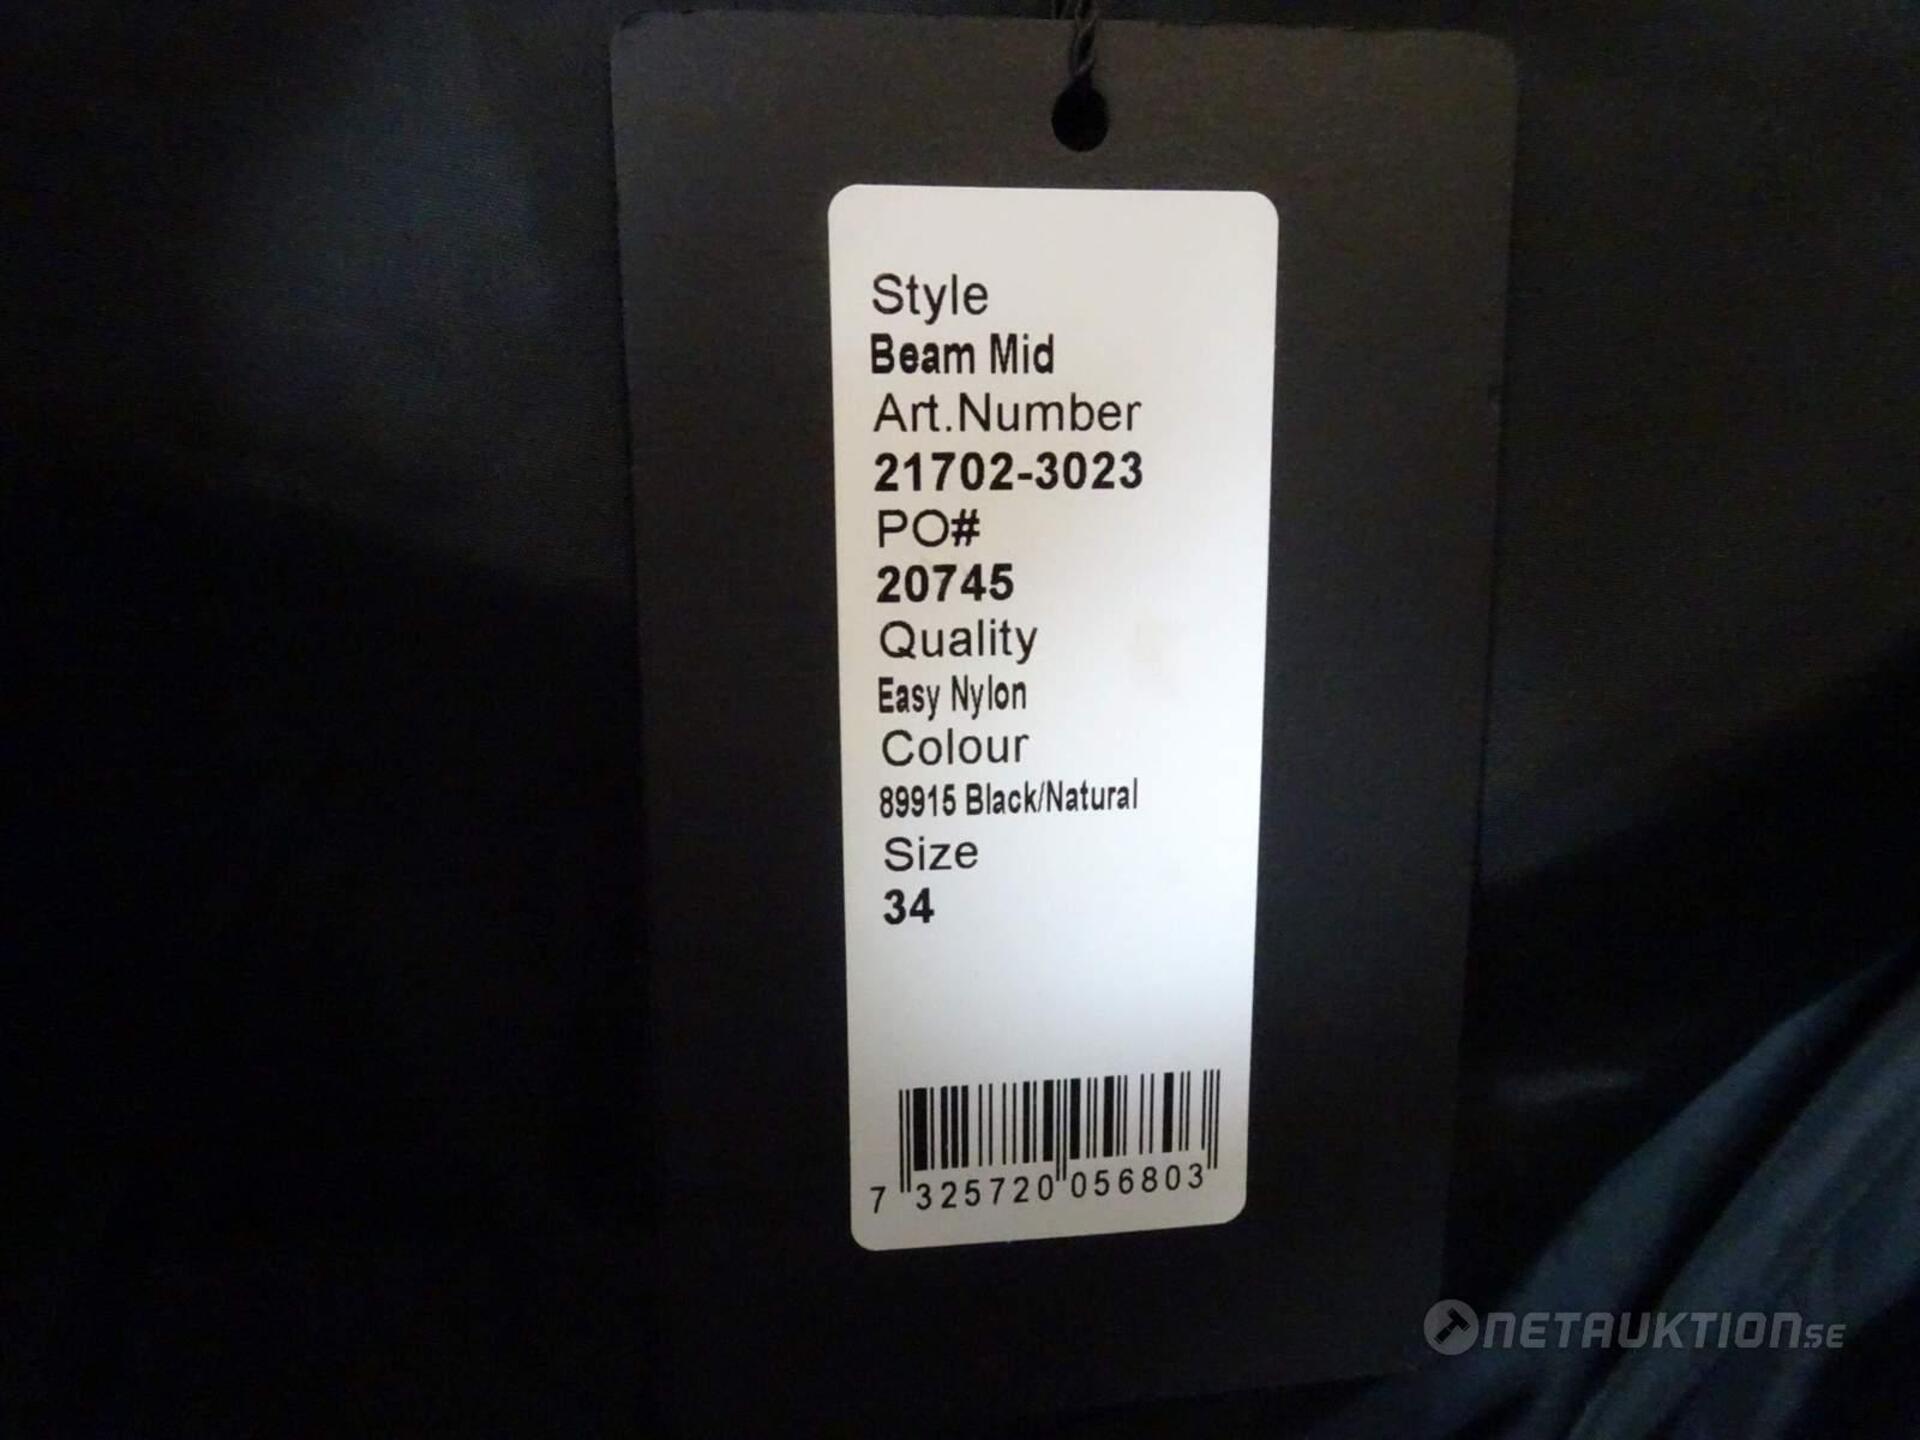 Style
Beam Mid
Art.Number
21702-3023
PO#
20745
Quality
Easy Nylon
Colour
89915 Black/Natural
Size
34
7 325720 056803
NETAUKTION.SE